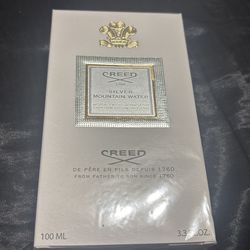 CREED
SILVER
MOUNTAIN WATER
CREED
DE PÈRE EN FILS DEPUIS 1760
FROM FATHER TO SON SINCE 1760
100 ML
3.3 OZ.